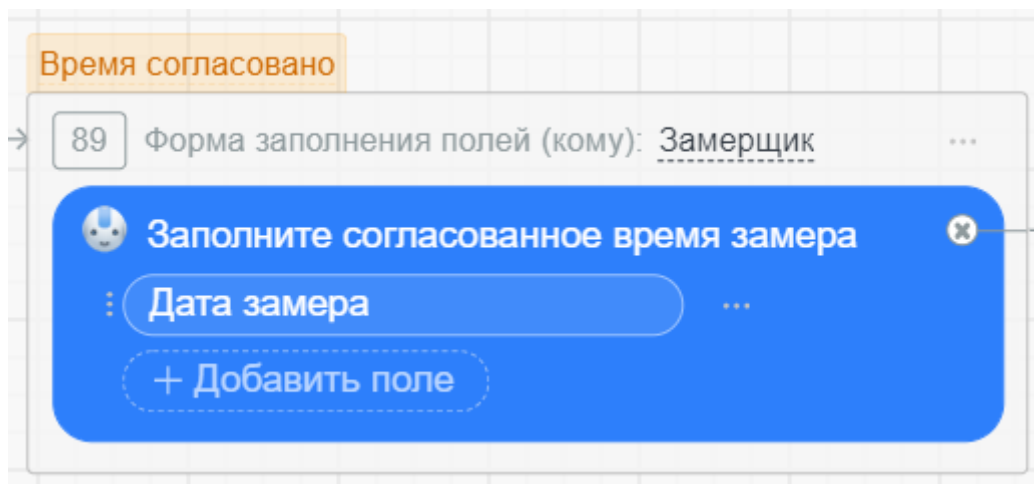 Время согласовано
89 Форма заполнения полей (кому): Замерщик ...
Заполните согласованное время замера
Дата замера ...
+ Добавить поле